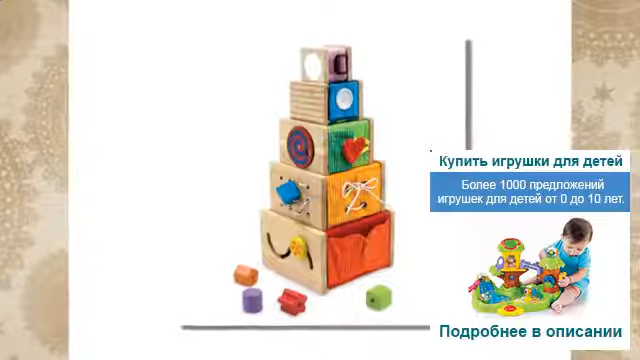 Купить игрушки для детей
Более 1000 предложений
игрушек для детей от 0 до 10 лет.
Подробнее в описании